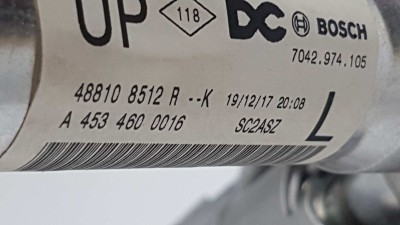 UP 118 DC BOSCH
7042.974.105
48810 8512 R --K 19/12/17 20:08
A 453 460 0016 SC2ASZ L